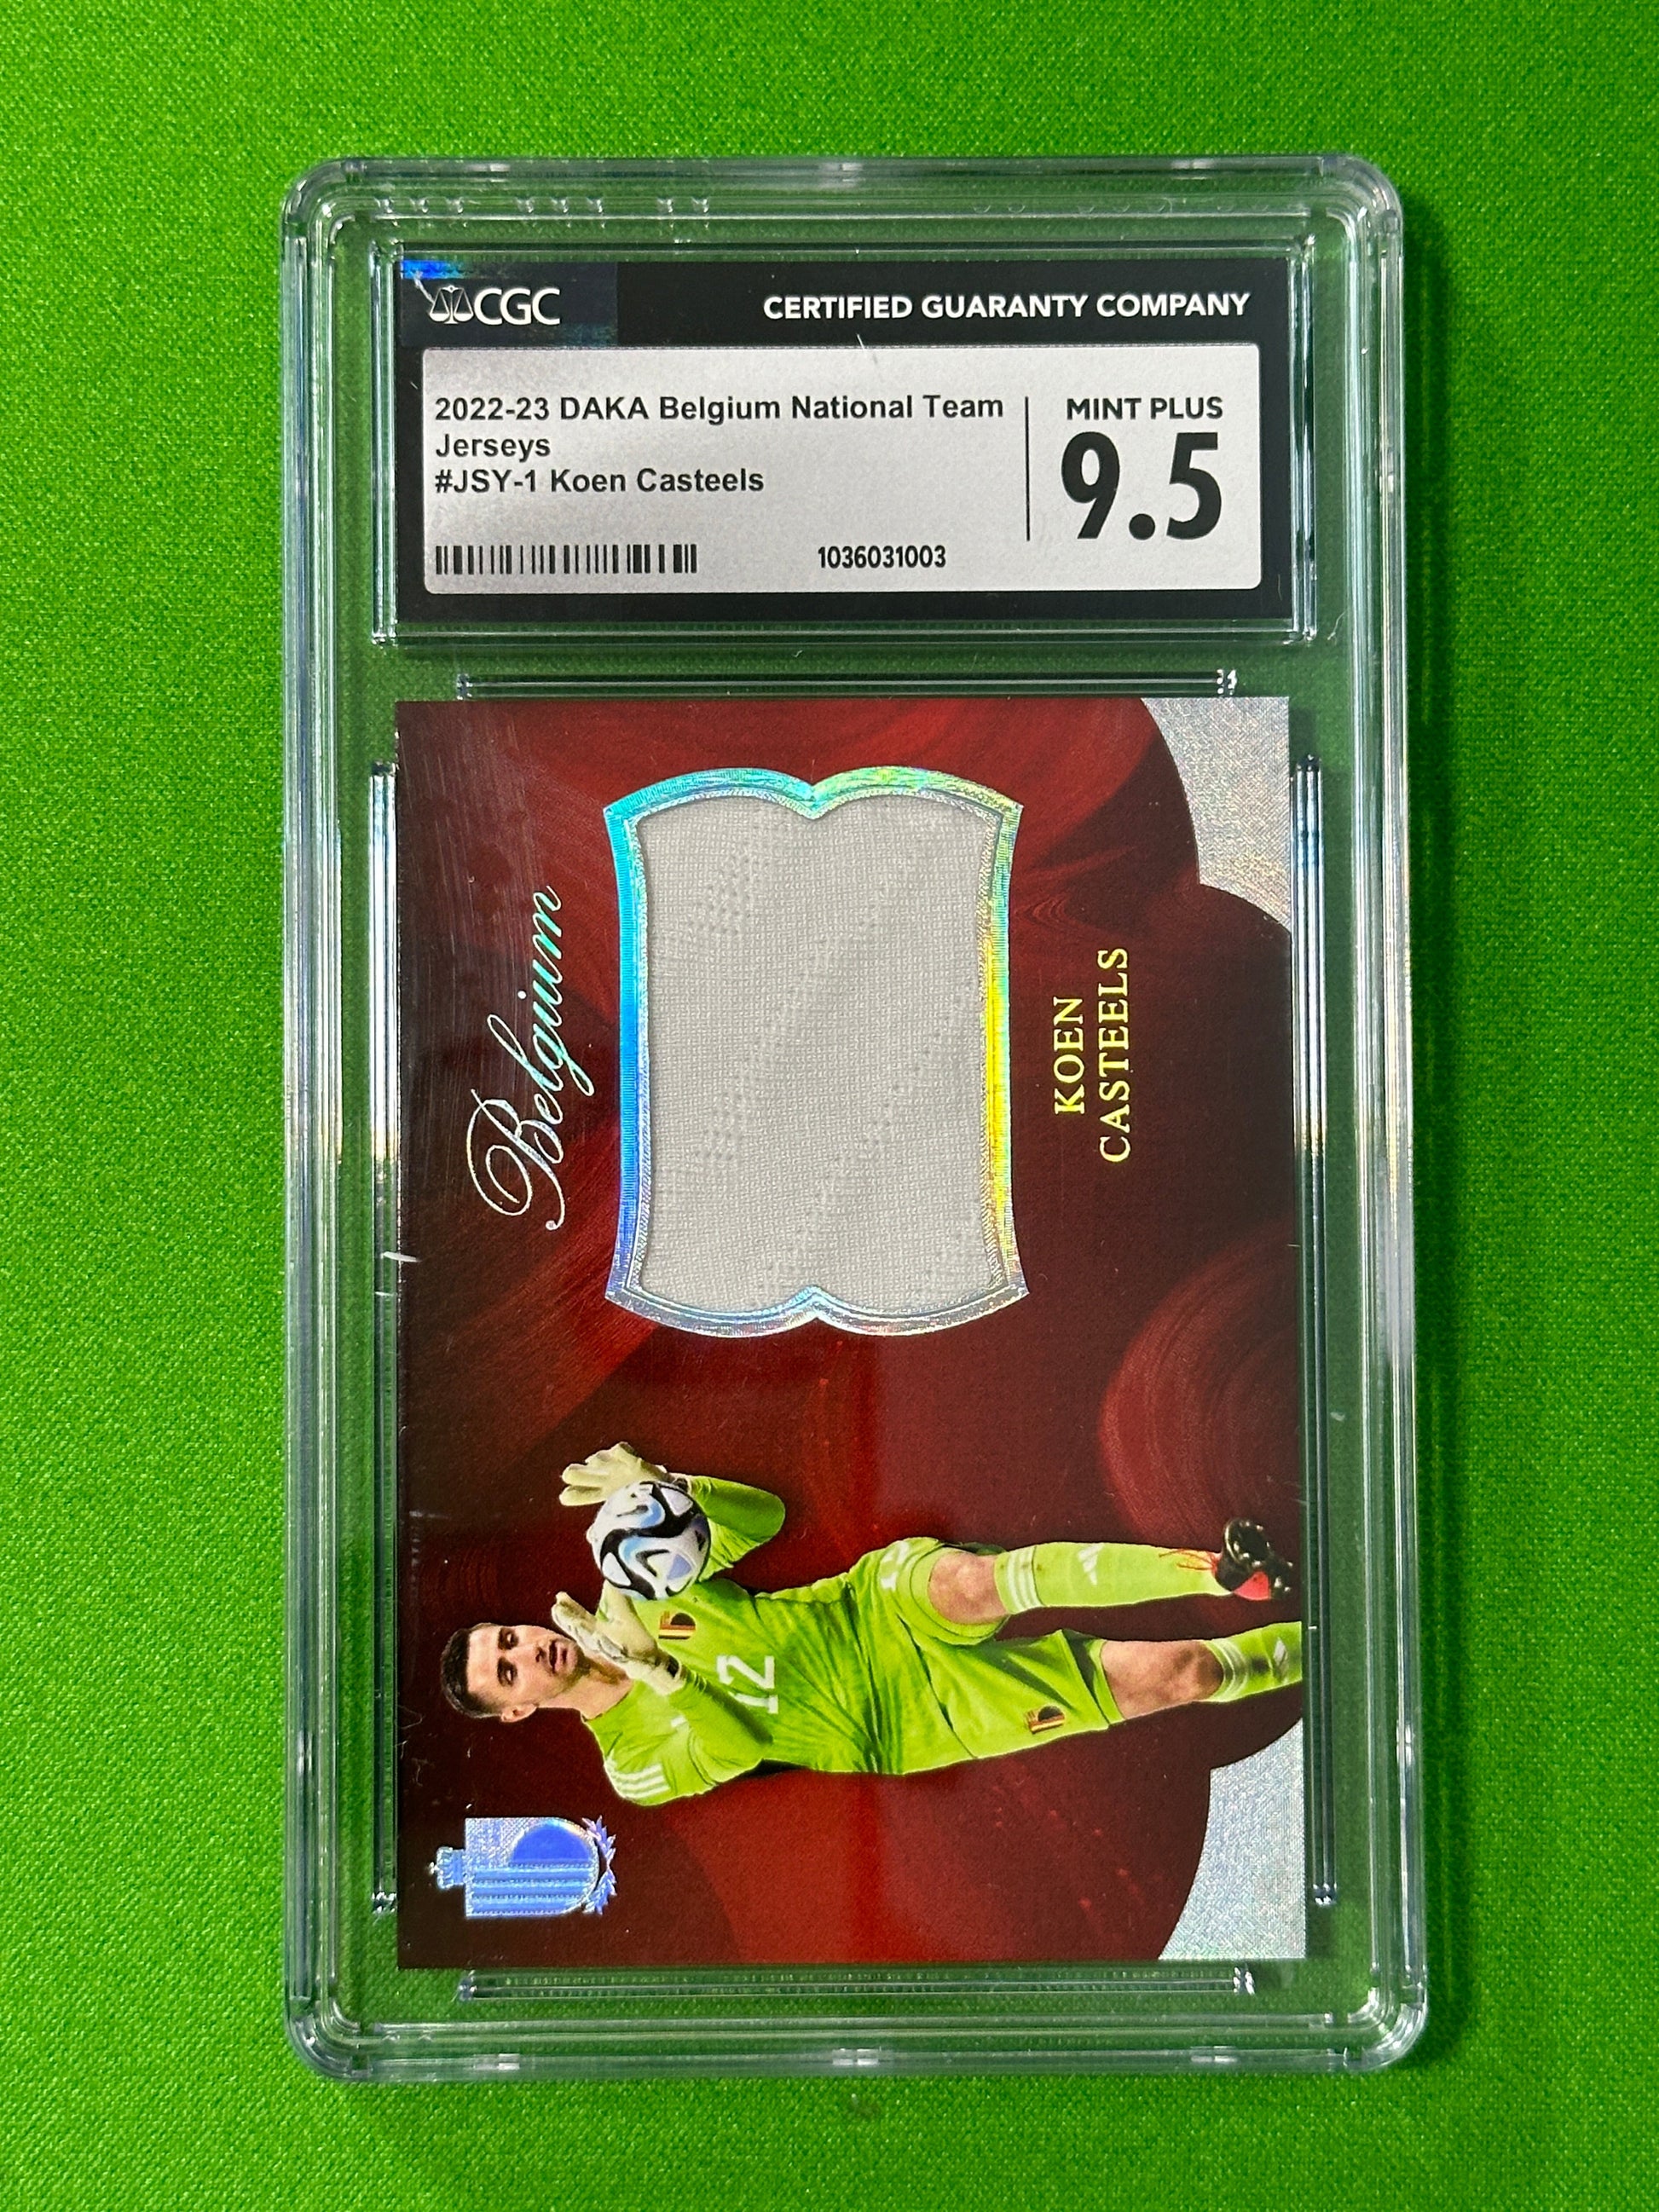 CGC
CERTIFIED GUARANTY COMPANY
2022-23 DAKA Belgium National Team
Jerseys
#JSY-1 Koen Casteels
MINT PLUS
9.5
1036031003
Belgium
KOEN
CASTEELS
12